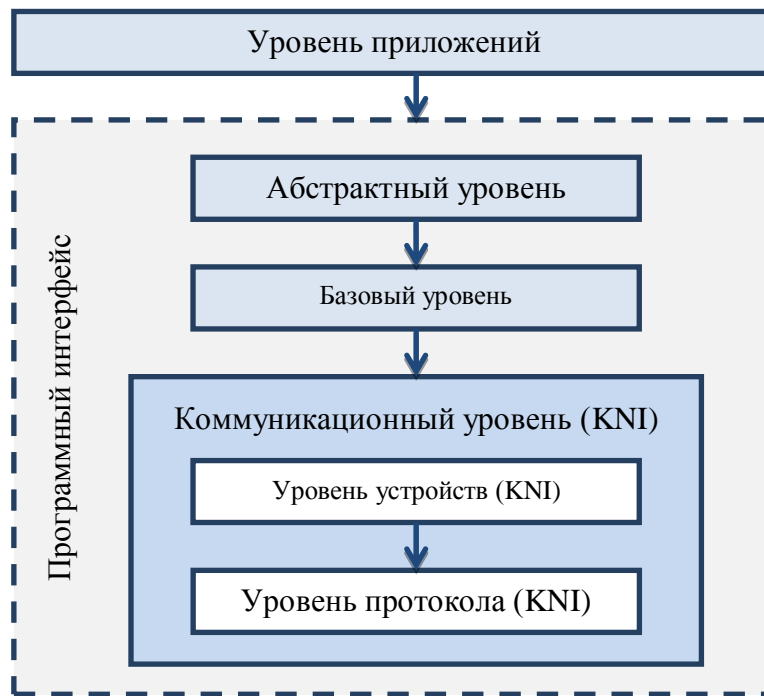 Уровень приложений
Программный интерфейс
Абстрактный уровень
Базовый уровень
Коммуникационный уровень (KNI)
Уровень устройств (KNI)
Уровень протокола (KNI)